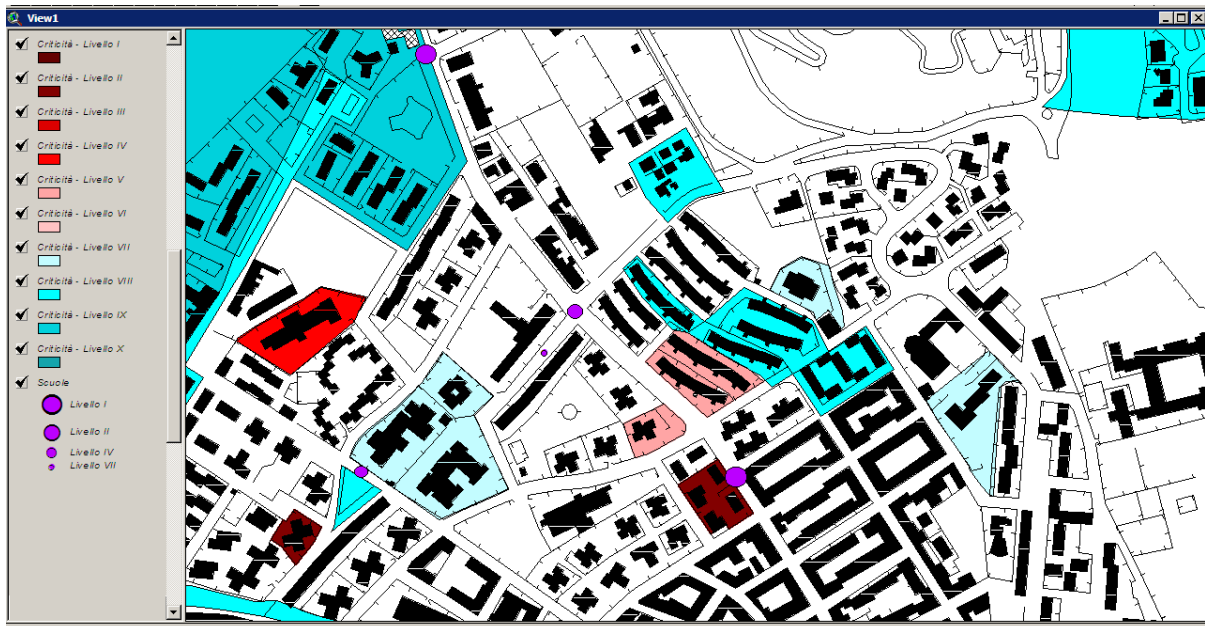 View1
Criticità - Livello I
Criticità - Livello II
Criticità - Livello III
Criticità - Livello IV
Criticità - Livello V
Criticità - Livello VI
Criticità - Livello VII
Criticità - Livello VIII
Criticità - Livello IX
Criticità - Livello X
Scuole
Livello I
Livello II
Livello IV
Livello VII